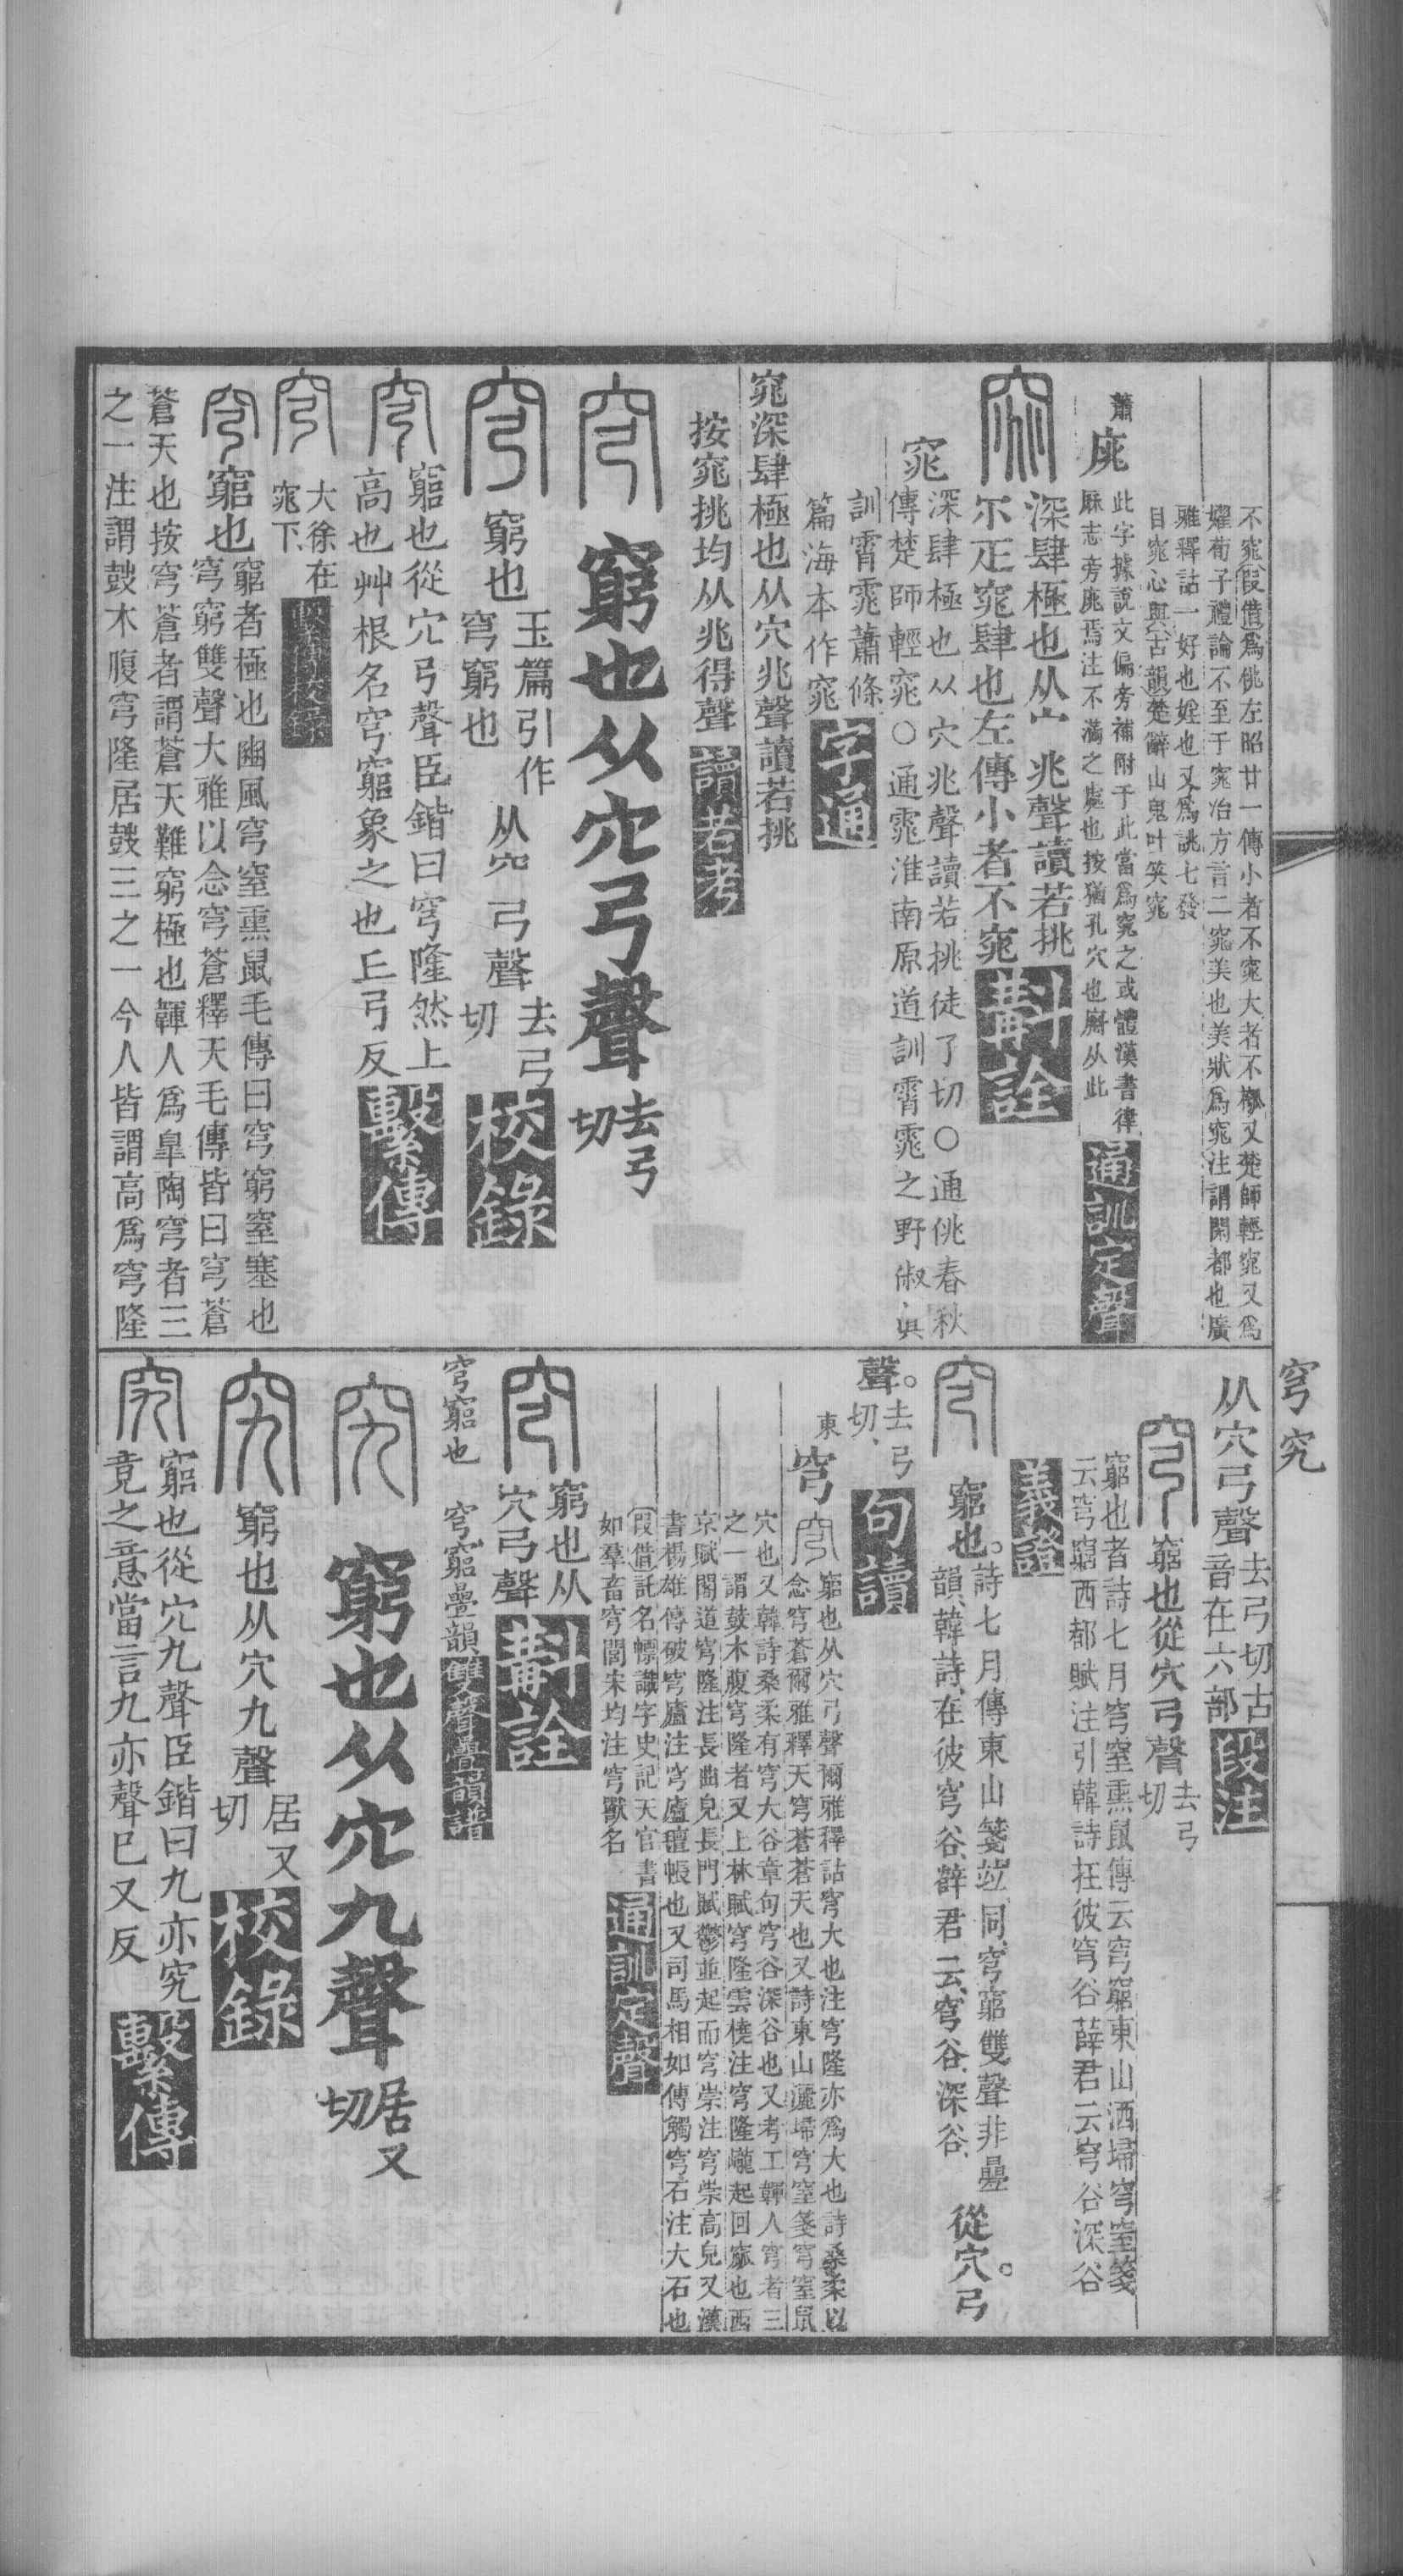 穹 究
不窕假借爲佻左昭廿一傳小者不窕大者不槬又楚師輕窕又爲
嬥荀子禮論不至于窕冶方言二窕美也美狀爲窕注謂閑都也廣
雅釋詁一好也婬也又爲誂七發
目窕心與古韻楚辭山鬼叶笑窕
蕭
庣
此字據說文偏旁補附于此當爲窕之或體漢書律
厤志旁庣焉注不滿之處也按猶孔穴也廚从此
通訓定聲
深肆極也从宀兆聲讀若挑
尒疋窕肆也左傳小者不窕
斠詮
窕
深肆極也从穴兆聲讀若挑徒了切○通佻春秋
傳楚師輕窕○通窕淮南原道訓霄窕之野俶眞
訓霄窕蕭條
篇海本作窕
字通
窕深肆極也从穴兆聲讀若挑
按窕挑均从兆得聲
讀若考
窮也从穴弓聲
去弓
切
窮也
玉篇引作
穹窮也
从穴 弓聲
去弓
切
校錄
窮也從穴弓聲臣鍇曰穹隆然上
高也艸根名穹窮象之也丘弓反
繫傳
大徐在
窕下
繫傳校錄
窮也
窮者極也豳風穹窒熏鼠毛傳曰穹窮窒塞也
穹窮雙聲大雅以念穹蒼釋天毛傳皆曰穹蒼
蒼天也按穹蒼者謂蒼天難窮極也韗人爲臯陶穹者三
之一注謂鼓木腹穹隆居鼓三之一今人皆謂高爲穹隆
从穴弓聲
去弓切古
音在六部
段注
窮也從穴弓聲
去弓
切
窮也者詩七月穹窒熏鼠傳云穹窮東山洒埽穹窒箋
云穹窮西都賦注引韓詩在彼穹谷薛君云穹谷深谷
義證
窮也
詩七月傳東山箋竝同穹窮雙聲非曡
韻韓詩在彼穹谷薛君云穹谷深谷
從穴弓
聲
去弓
切
句讀
東
穹
窮也从穴弓聲爾雅釋詁穹大也注穹隆亦爲大也詩桑柔以
念穹蒼爾雅釋天穹蒼蒼天也又詩東山灑埽穹窒箋穹窒鼠
穴也又韓詩桑柔有穹大谷章句穹谷深谷也又考工韗人穹者三
之一謂鼓木腹穹隆者又上林賦穹隆雲橈注穹隆巃起回窳也西
京賦閣道穹隆注長曲皃長門賦鬱並起而穹崇注穹崇高皃又漢
書楊雄傳破穹廬注穹廬氊帳也又司馬相如傳觸穹石注大石也
假借託名幖識字史記天官書
如羣畜穹閭宋均注穹獸名
通訓定聲
窮也从
穴弓聲
斠詮
穹窮也 穹窮曡韻
雙聲曡韻譜
窮也从穴九聲
居又
切
窮也从穴九聲
居又
切
校錄
窮也從穴九聲臣鍇曰九亦究
竟之意當言九亦聲巳又反
繫傳